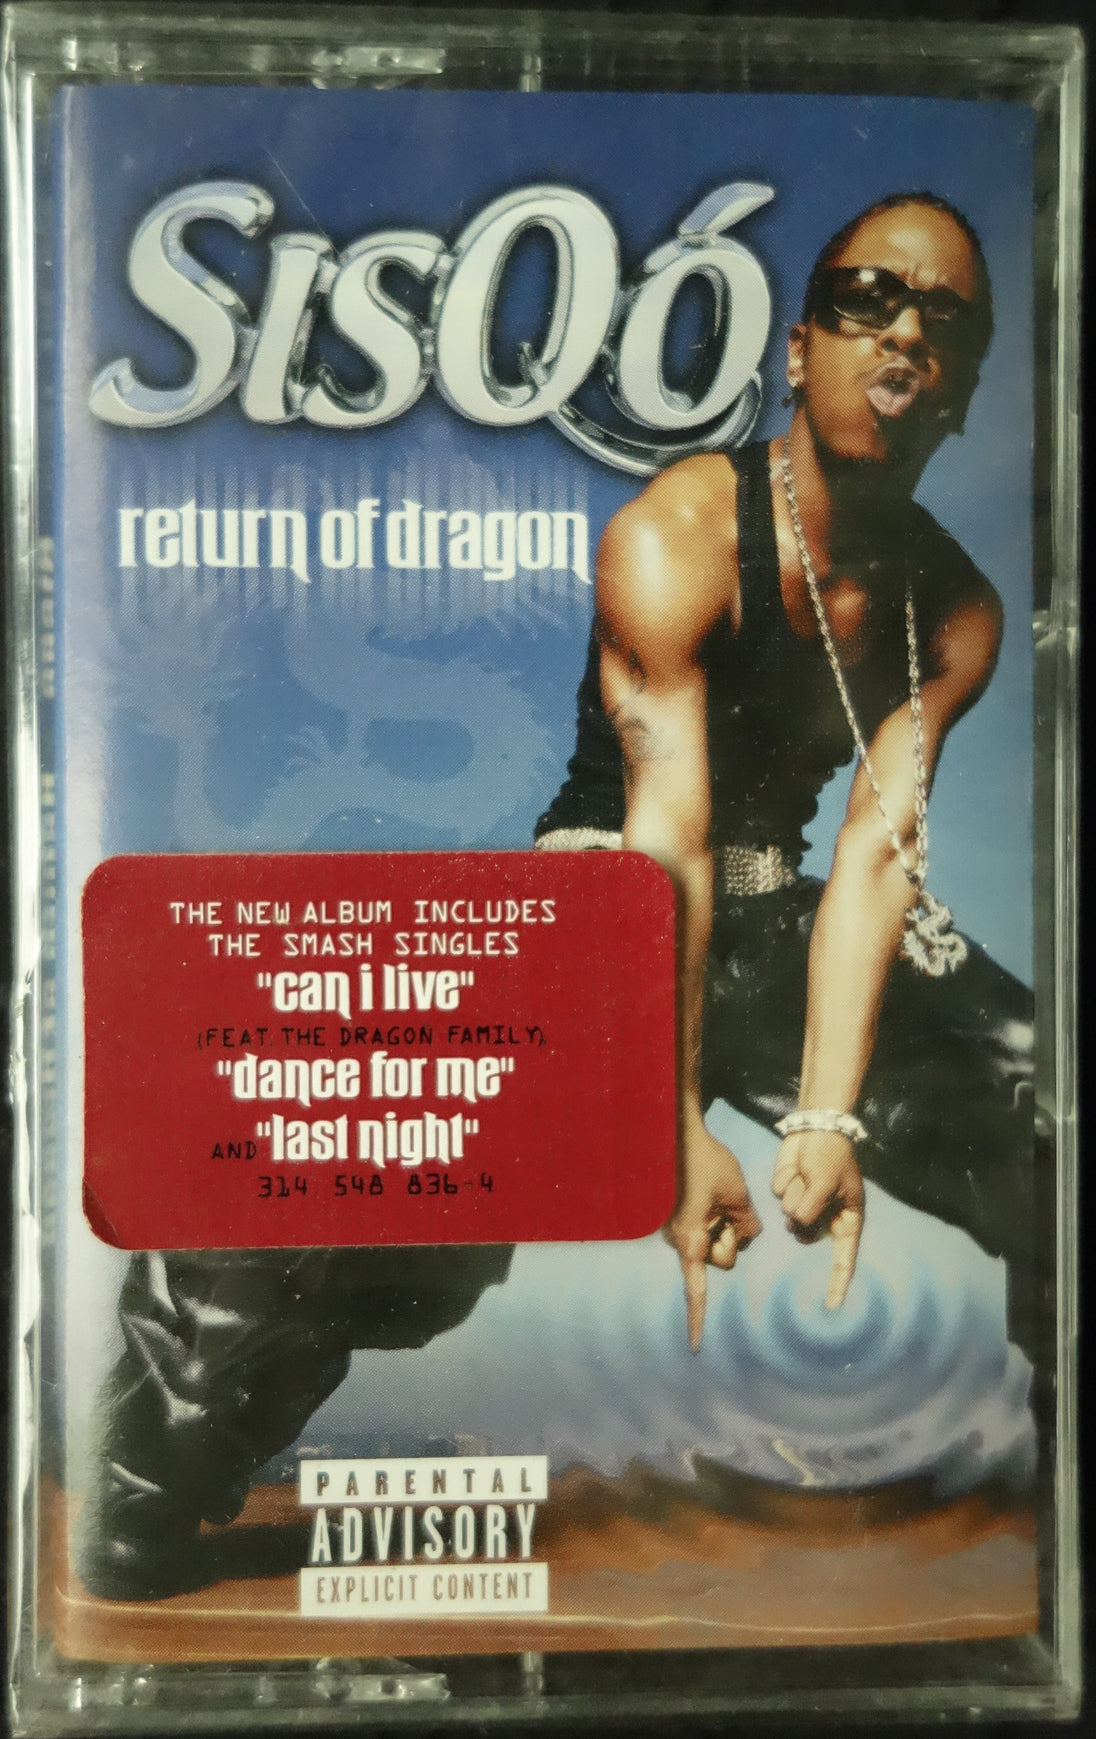 SISQÓ
return of dragon
THE NEW ALBUM INCLUDES
THE SMASH SINGLES
"can i live"
(FEAT. THE DRAGON FAMILY),
"dance for me"
AND "last night"
314 548 836-4
PARENTAL
ADVISORY
EXPLICIT CONTENT